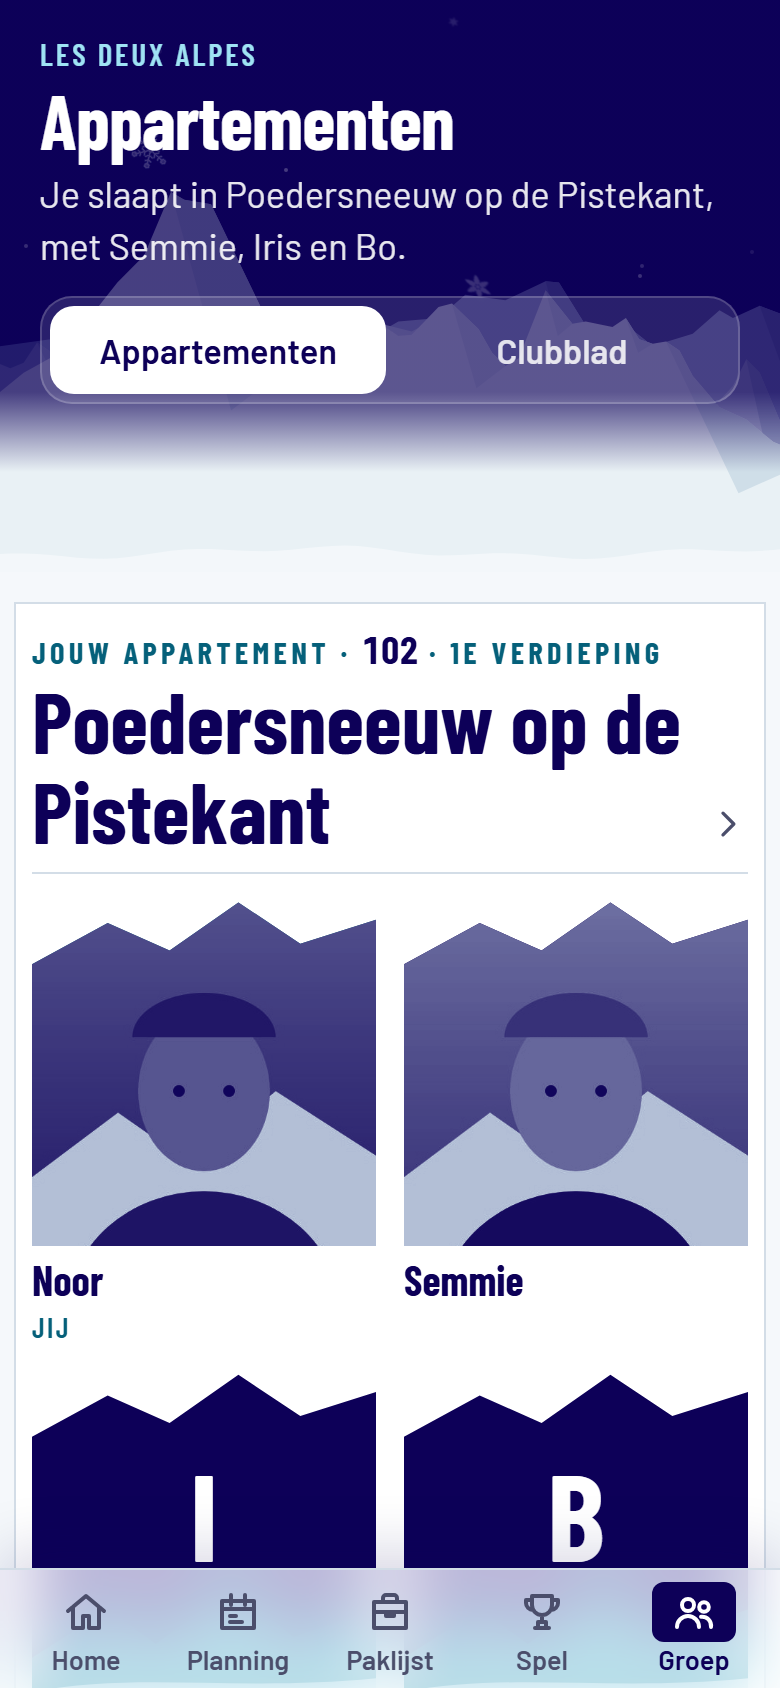 LES DEUX ALPES
Appartementen
Je slaapt in Poedersneeuw op de Pistekant,
met Semmie, Iris en Bo.
Appartementen
Clubblad
JOUW APPARTEMENT · 102 · 1E VERDIEPING
Poedersneeuw op de
Pistekant
Noor
JIJ
Semmie
I
B
Home
Planning
Paklijst
Spel
Groep